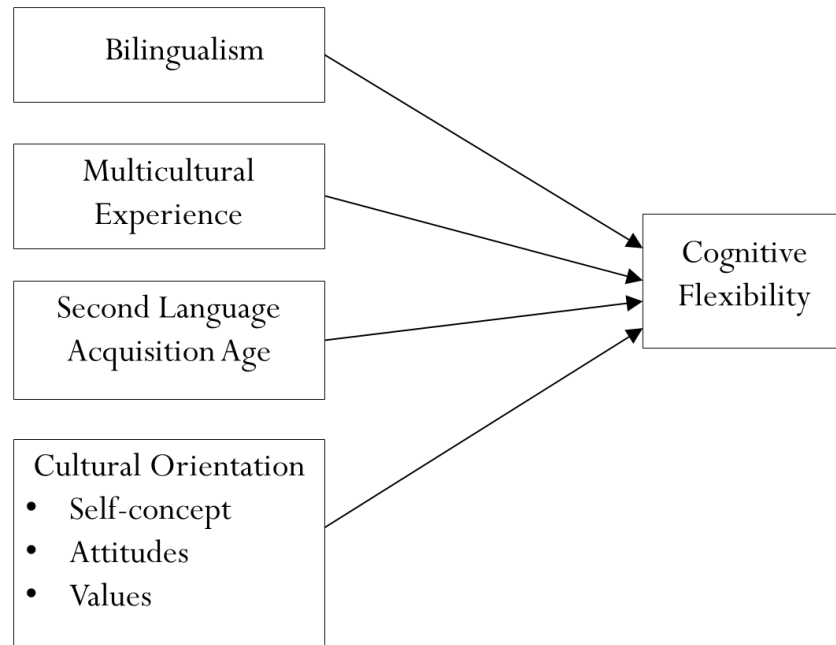 Bilingualism
Multicultural
Experience
Second Language
Acquisition Age
Cultural Orientation
• Self-concept
• Attitudes
• Values
Cognitive
Flexibility